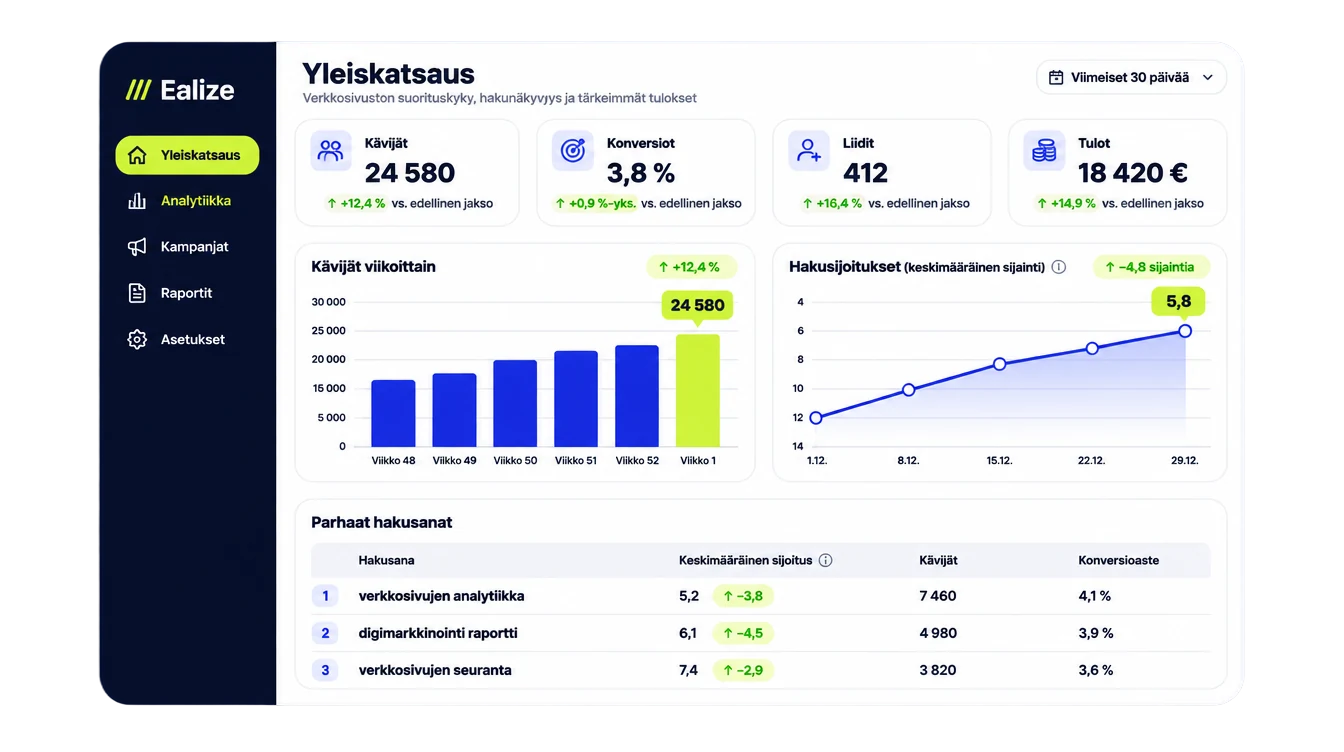 Ealize
Yleiskatsaus
Analytiikka
Kampanjat
Raportit
Asetukset
Yleiskatsaus
Verkkosivuston suorituskyky, hakunäkyvyys ja tärkeimmät tulokset
Viimeiset 30 päivää
Kävijät
24 580
↑ +12,4 % vs. edellinen jakso
Konversiot
3,8 %
↑ +0,9 %-yks. vs. edellinen jakso
Liidit
412
↑ +16,4 % vs. edellinen jakso
Tulot
18 420 €
↑ +14,9 % vs. edellinen jakso
Kävijät viikoittain
↑ +12,4 %
24 580
30 000
25 000
20 000
15 000
5 000
0
Viikko 48 Viikko 49 Viikko 50 Viikko 51 Viikko 52 Viikko 1
Hakusijoitukset (keskimääräinen sijainti)
↑ −4,8 sijaintia
5,8
4
6
8
10
12
14
1.12. 8.12. 15.12. 22.12. 29.12.
Parhaat hakusanat
Hakusana Keskimääräinen sijoitus Kävijät Konversioaste
1 verkkosivujen analytiikka 5,2 ↑ −3,8 7 460 4,1 %
2 digimarkkinointi raportti 6,1 ↑ −4,5 4 980 3,9 %
3 verkkosivujen seuranta 7,4 ↑ −2,9 3 820 3,6 %